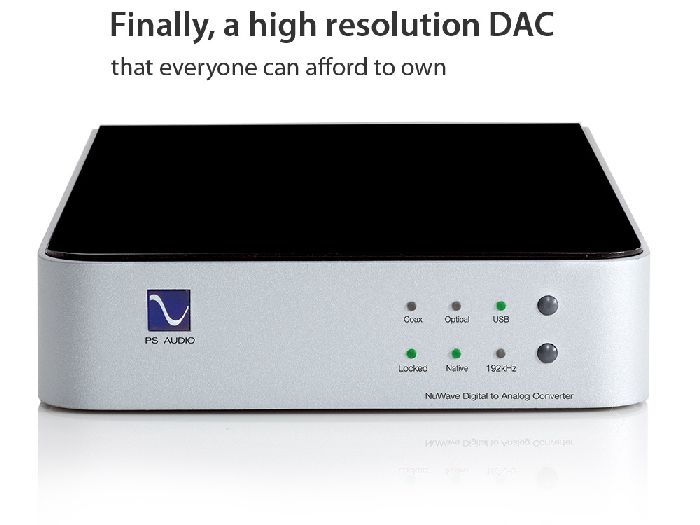 Finally, a high resolution DAC
that everyone can afford to own
Coax Optical USB
PS AUDIO
Locked Native 192kHz
NuWave Digital to Analog Converter